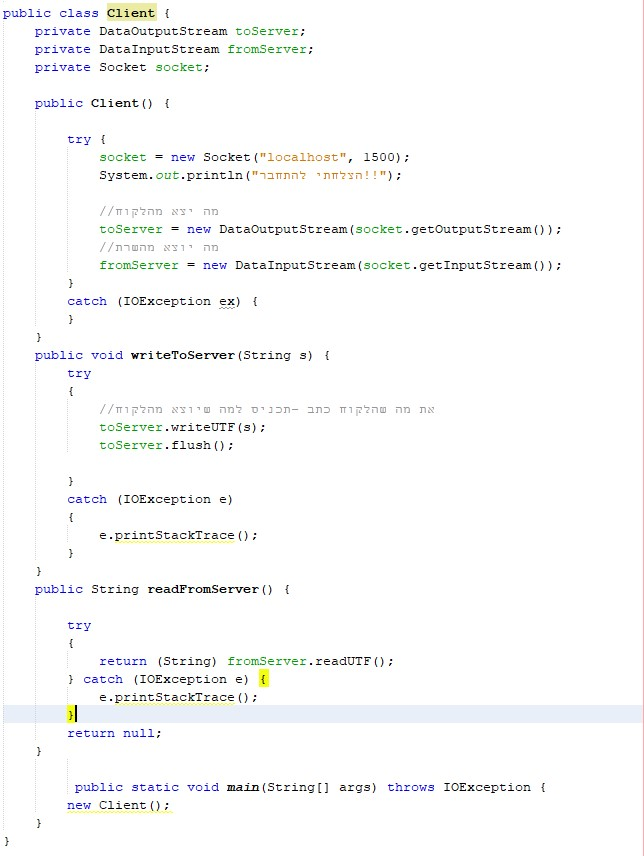 public class Client {
    private DataOutputStream toServer;
    private DataInputStream fromServer;
    private Socket socket;
    public Client() {
        try {
            socket = new Socket("localhost", 1500);
            System.out.println("הצלחתי להתחבר!!");
            //מה יצא מהלקוח
            toServer = new DataOutputStream(socket.getOutputStream());
            //מה יוצא מהשרת
            fromServer = new DataInputStream(socket.getInputStream());
        }
        catch (IOException ex) {
        }
    }
    public void writeToServer(String s) {
        try
        {
            //את מה שהלקוח כתב -תכניס למה שיוצא מהלקוח
            toServer.writeUTF(s);
            toServer.flush();
        }
        catch (IOException e)
        {
            e.printStackTrace();
        }
    }
    public String readFromServer() {
        try
        {
            return (String) fromServer.readUTF();
        } catch (IOException e) {
            e.printStackTrace();
        }
        return null;
    }
         public static void main(String[] args) throws IOException {
        new Client();
    }
}